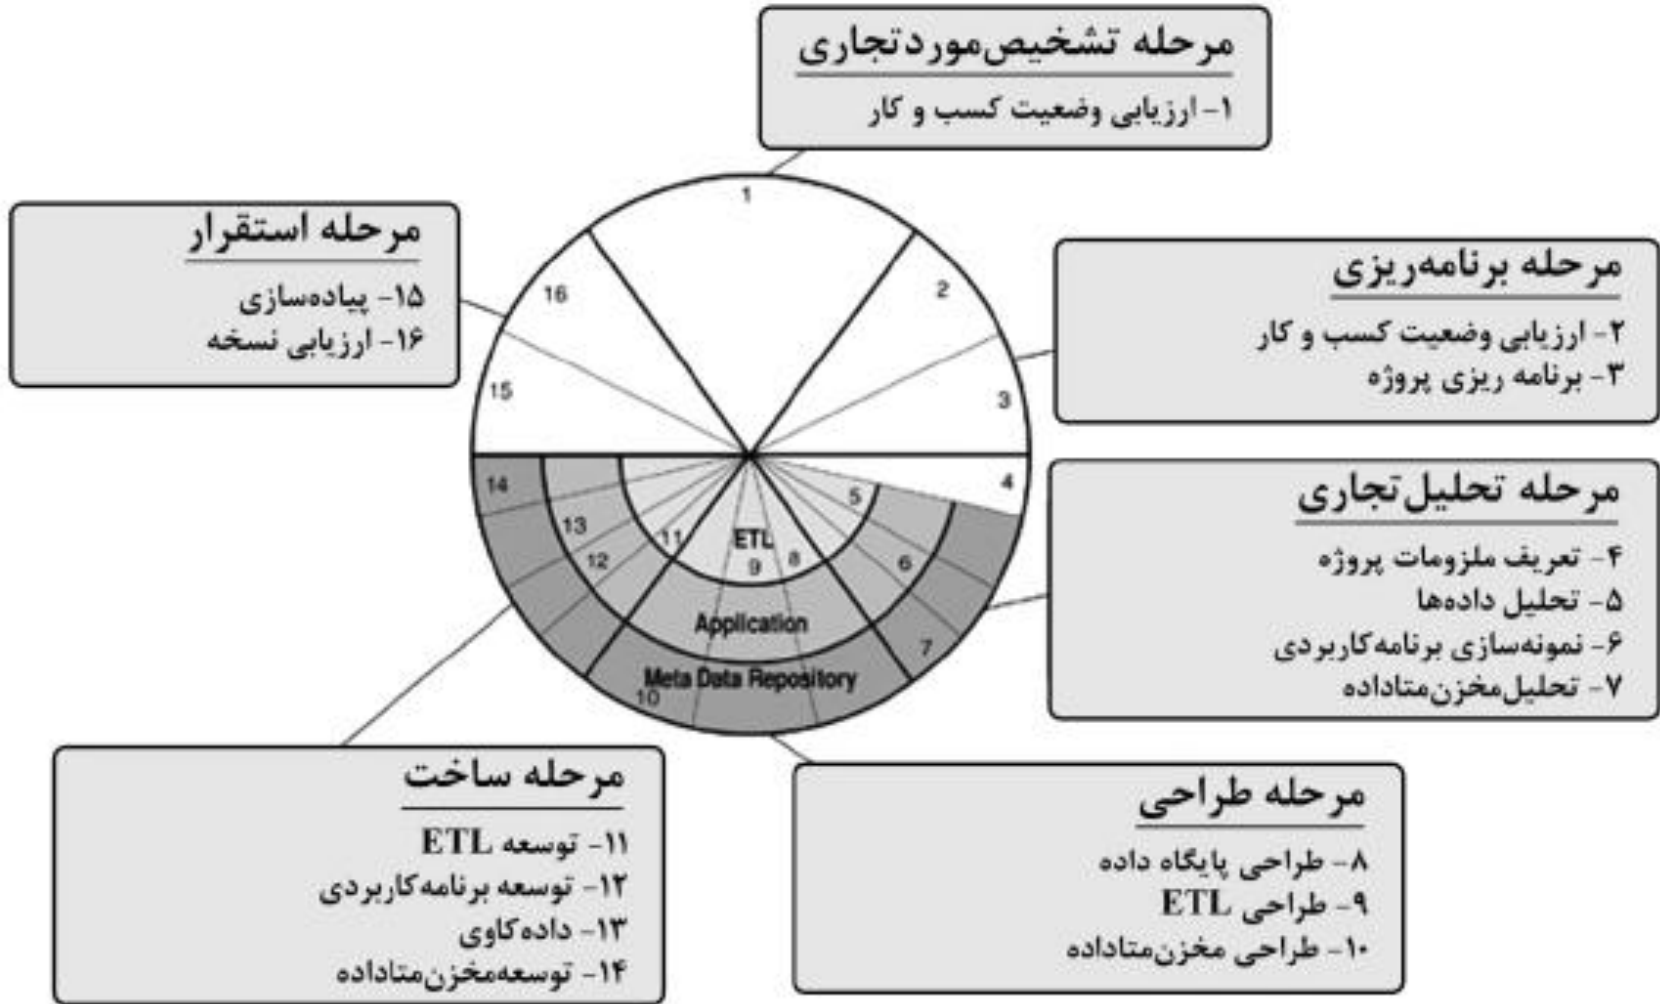 مرحله تشخیص‌موردتجاری
۱- ارزیابی وضعیت کسب و کار
مرحله برنامه‌ریزی
۲- ارزیابی وضعیت کسب و کار
۳- برنامه ریزی پروژه
مرحله تحلیل‌تجاری
۴- تعریف ملزومات پروژه
۵- تحلیل داده‌ها
۶- نمونه‌سازی برنامه‌کاربردی
۷- تحلیل‌مخزن‌متاداده
مرحله طراحی
۸- طراحی پایگاه داده
۹- طراحی ETL
۱۰- طراحی مخزن‌متاداده
مرحله ساخت
۱۱- توسعه ETL
۱۲- توسعه برنامه‌کاربردی
۱۳- داده‌کاوی
۱۴- توسعه‌مخزن‌متاداده
مرحله استقرار
۱۵- پیاده‌سازی
۱۶- ارزیابی نسخه
1
2
3
4
5
6
7
8
9
10
11
12
13
14
15
16
ETL
Application
Meta Data Repository